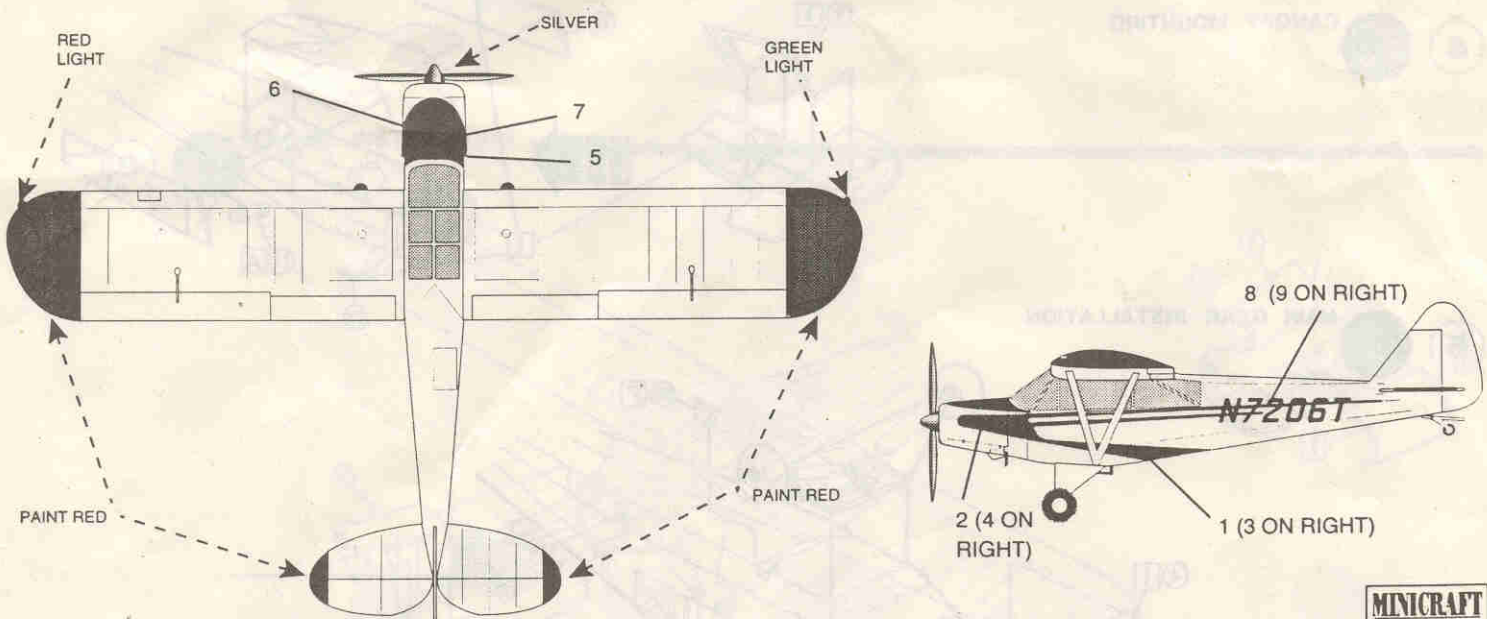 SILVER
RED
LIGHT
GREEN
LIGHT
6
7
5
PAINT RED
PAINT RED
8 (9 ON RIGHT)
N7206T
2 (4 ON
RIGHT)
1 (3 ON RIGHT)
MINICRAFT